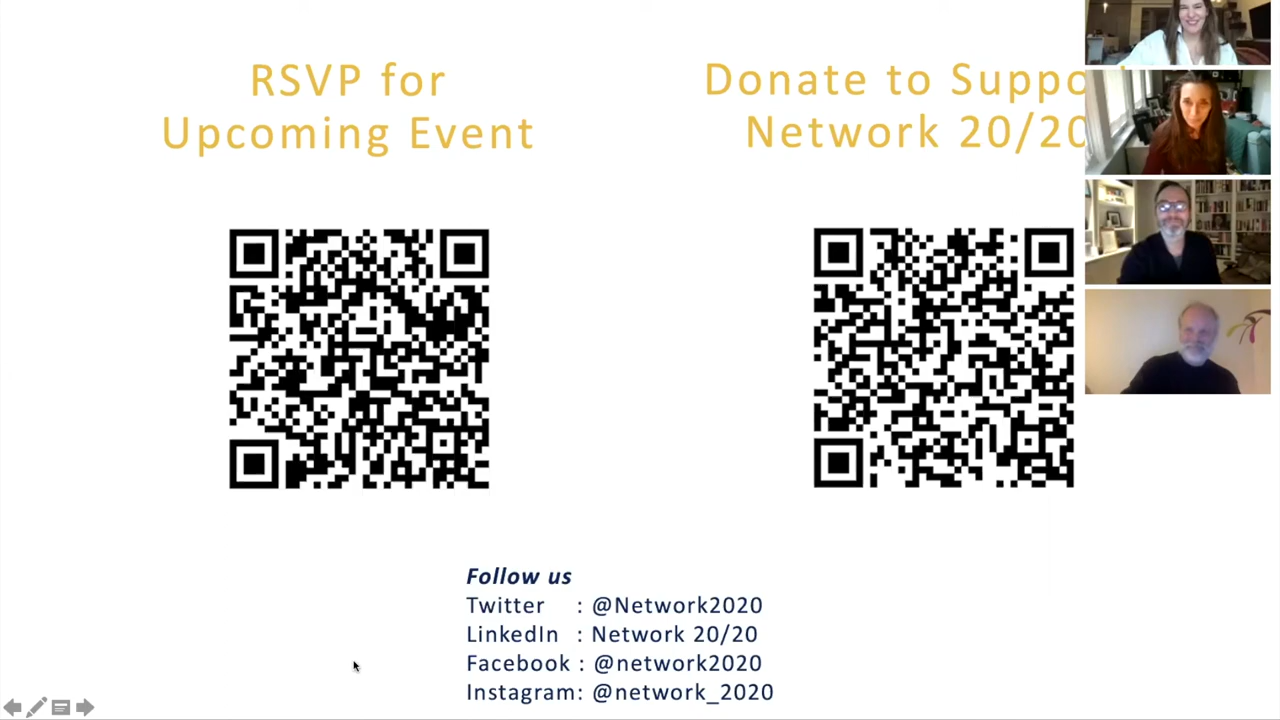 RSVP for
Upcoming Event
Donate to Suppo
Network 20/20
Follow us
Twitter : @Network2020
LinkedIn : Network 20/20
Facebook : @network2020
Instagram: @network_2020